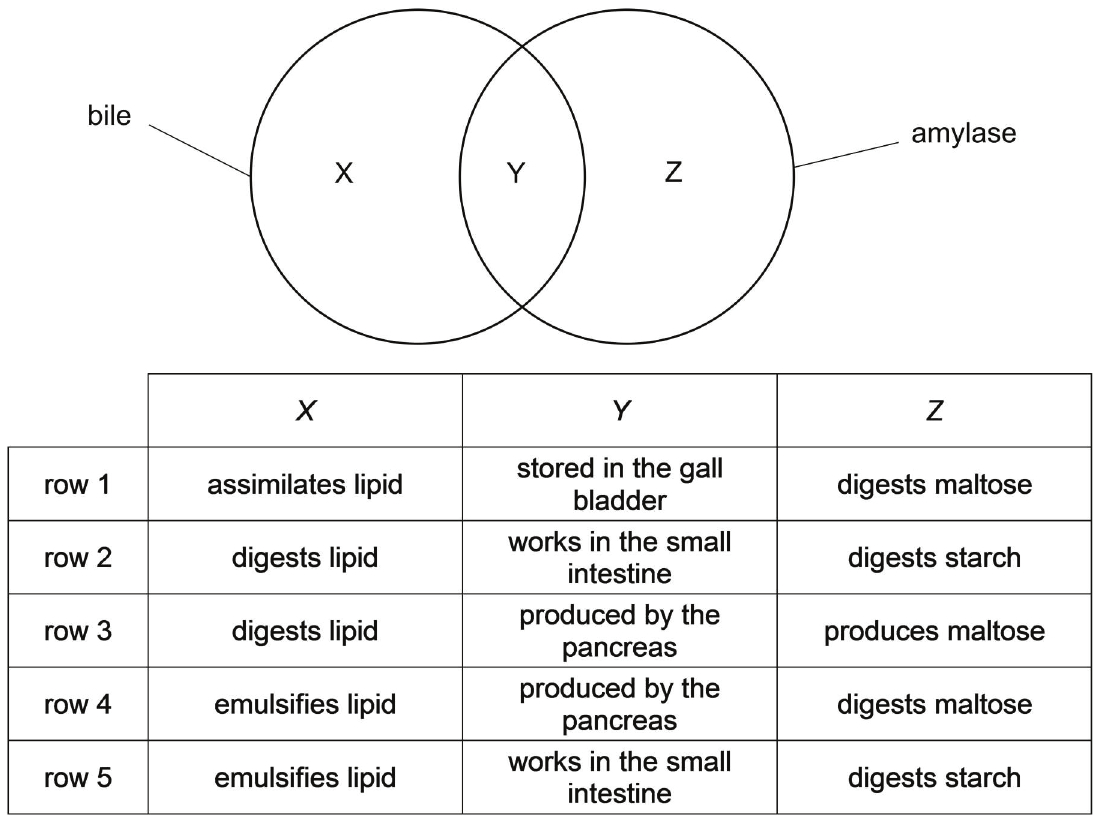 bile
amylase
X
Y
Z
X
Y
Z
row 1
assimilates lipid
stored in the gall
bladder
digests maltose
row 2
digests lipid
works in the small
intestine
digests starch
row 3
digests lipid
produced by the
pancreas
produces maltose
row 4
emulsifies lipid
produced by the
pancreas
digests maltose
row 5
emulsifies lipid
works in the small
intestine
digests starch